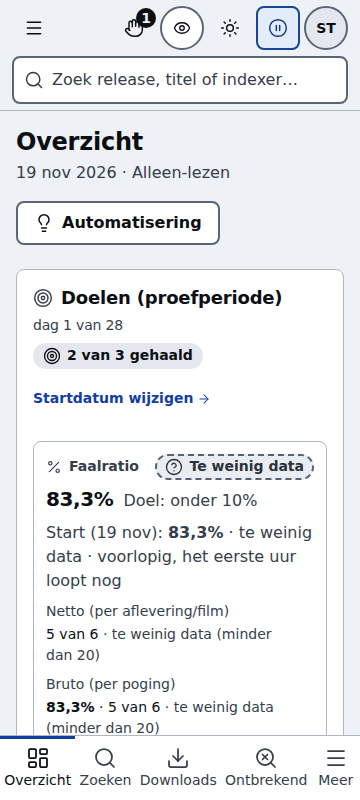 1
ST
Zoek release, titel of indexer…
Overzicht
19 nov 2026 · Alleen-lezen
Automatisering
Doelen (proefperiode)
dag 1 van 28
2 van 3 gehaald
Startdatum wijzigen →
Faalratio
Te weinig data
83,3% Doel: onder 10%
Start (19 nov): 83,3% · te weinig
data · voorlopig, het eerste uur
loopt nog
Netto (per aflevering/film)
5 van 6 · te weinig data (minder
dan 20)
Bruto (per poging)
83,3% · 5 van 6 · te weinig data
(minder dan 20)
Overzicht
Zoeken
Downloads
Ontbrekend
Meer